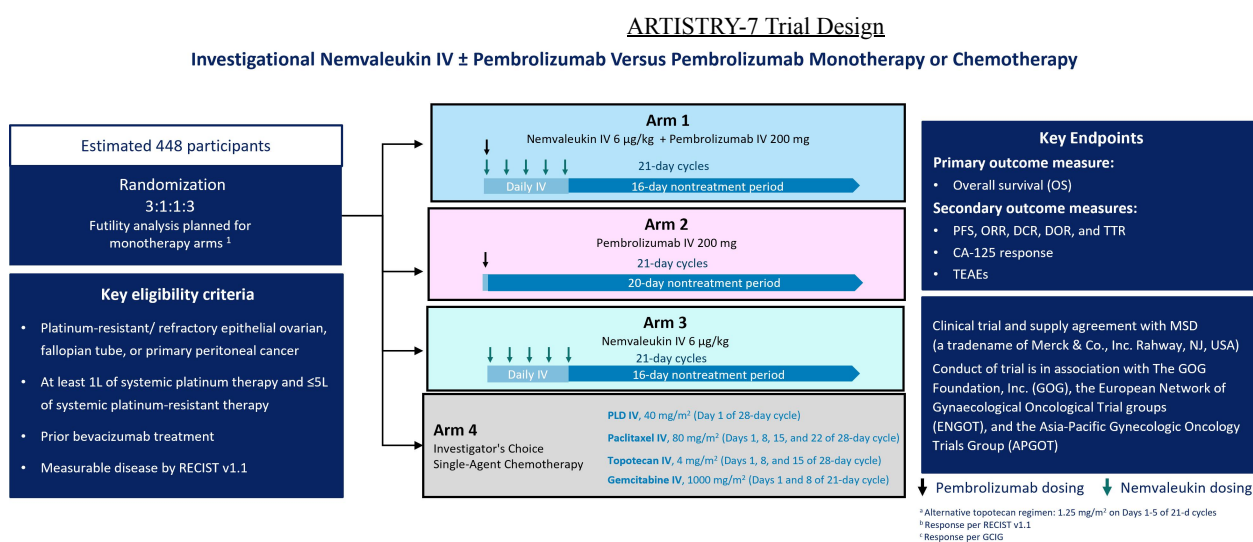 ARTISTRY-7 Trial Design
Investigational Nemvaleukin IV ± Pembrolizumab Versus Pembrolizumab Monotherapy or Chemotherapy
Estimated 448 participants
Randomization
3:1:1:3
Futility analysis planned for
monotherapy arms ¹
Key eligibility criteria
• Platinum-resistant/ refractory epithelial ovarian,
fallopian tube, or primary peritoneal cancer
• At least 1L of systemic platinum therapy and ≤5L
of systemic platinum-resistant therapy
• Prior bevacizumab treatment
• Measurable disease by RECIST v1.1
Arm 1
Nemvaleukin IV 6 µg/kg + Pembrolizumab IV 200 mg
21-day cycles
Daily IV
16-day nontreatment period
Arm 2
Pembrolizumab IV 200 mg
21-day cycles
20-day nontreatment period
Arm 3
Nemvaleukin IV 6 µg/kg
21-day cycles
Daily IV
16-day nontreatment period
Arm 4
Investigator's Choice
Single-Agent Chemotherapy
PLD IV, 40 mg/m² (Day 1 of 28-day cycle)
Paclitaxel IV, 80 mg/m² (Days 1, 8, 15, and 22 of 28-day cycle)
Topotecan IV, 4 mg/m² (Days 1, 8, and 15 of 28-day cycle)
Gemcitabine IV, 1000 mg/m² (Days 1 and 8 of 21-day cycle)
Key Endpoints
Primary outcome measure:
• Overall survival (OS)
Secondary outcome measures:
• PFS, ORR, DCR, DOR, and TTR
• CA-125 response
• TEAEs
Clinical trial and supply agreement with MSD
(a tradename of Merck & Co., Inc. Rahway, NJ, USA)
Conduct of trial is in association with The GOG
Foundation, Inc. (GOG), the European Network of
Gynaecological Oncological Trial groups
(ENGOT), and the Asia-Pacific Gynecologic Oncology
Trials Group (APGOT)
Pembrolizumab dosing
Nemvaleukin dosing
ᵃ Alternative topotecan regimen: 1.25 mg/m² on Days 1-5 of 21-d cycles
ᵇ Response per RECIST v1.1
ᶜ Response per GCIG